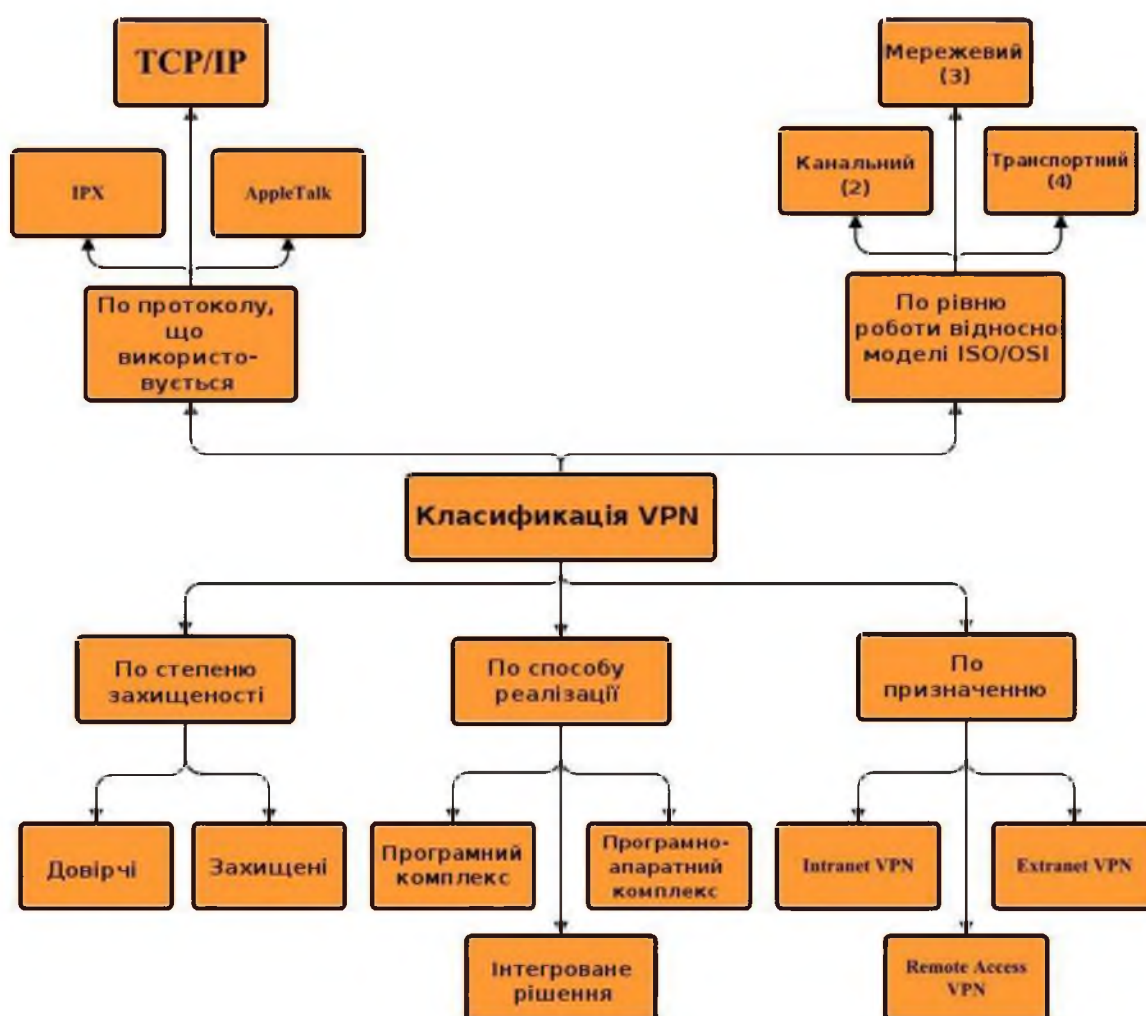 TCP/IP
Мережевий
(3)
IPX
AppleTalk
Канальний
(2)
Транспортний
(4)
По протоколу,
що
використо-
вується
По рівню
роботи відносно
моделі ISO/OSI
Класифікація VPN
По степеню
захищеності
По способу
реалізації
По
призначенню
Довірчі
Захищені
Програмний
комплекс
Програмно-
апаратний
комплекс
Intranet VPN
Extranet VPN
Інтегроване
рішення
Remote Access
VPN